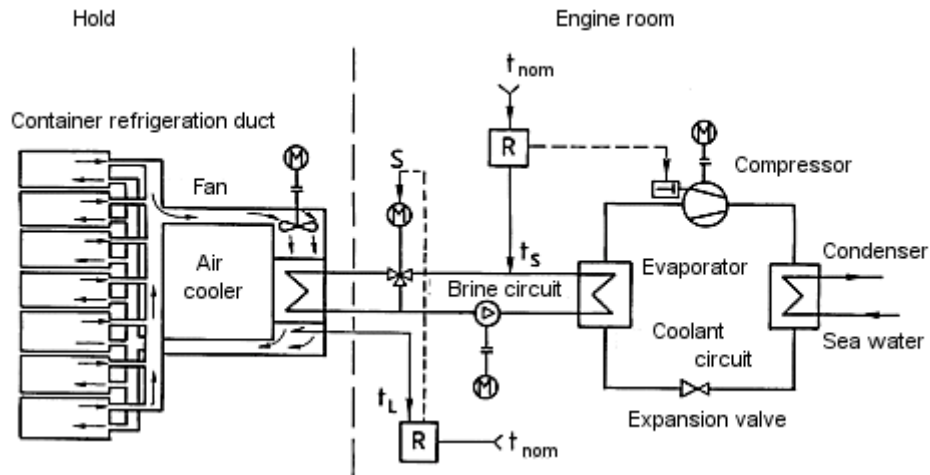 Hold
Engine room
t nom
Container refrigeration duct
M
R
S
M
Compressor
Fan
M
Air
cooler
t S
Brine circuit
Evaporator
Condenser
Coolant
circuit
Sea water
M
t L
R
t nom
Expansion valve